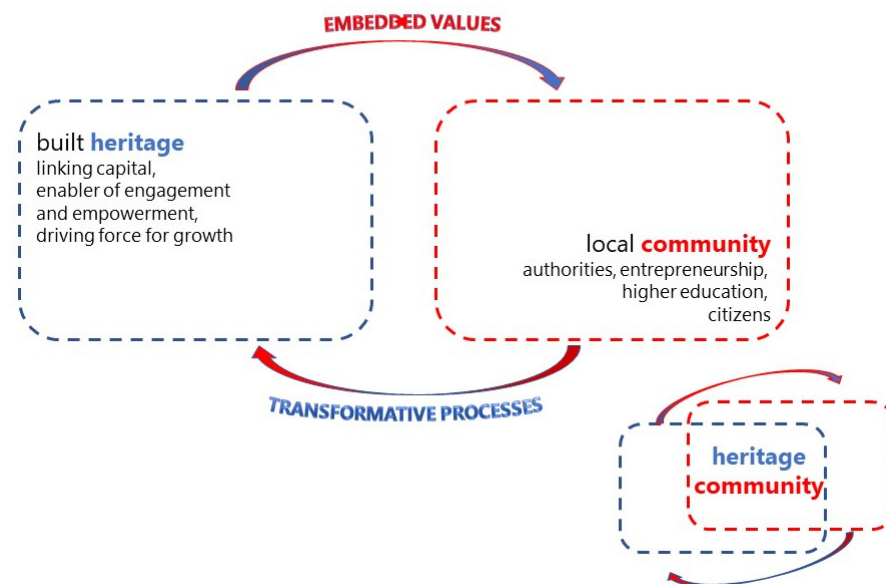 EMBEDDED VALUES
built heritage
linking capital,
enabler of engagement
and empowerment,
driving force for growth
local community
authorities, entrepreneurship,
higher education,
citizens
TRANSFORMATIVE PROCESSES
heritage
community